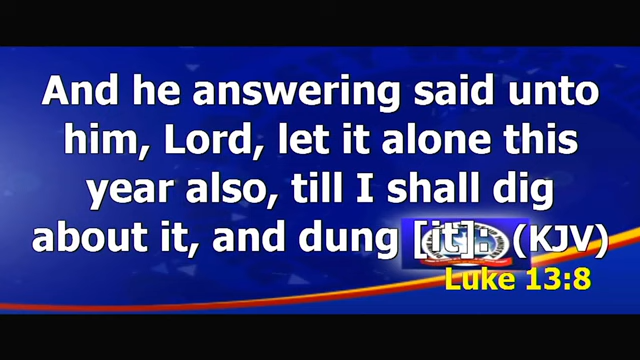 And he answering said unto
him, Lord, let it alone this
year also, till I shall dig
about it, and dung [it]: (KJV)
Luke 13:8